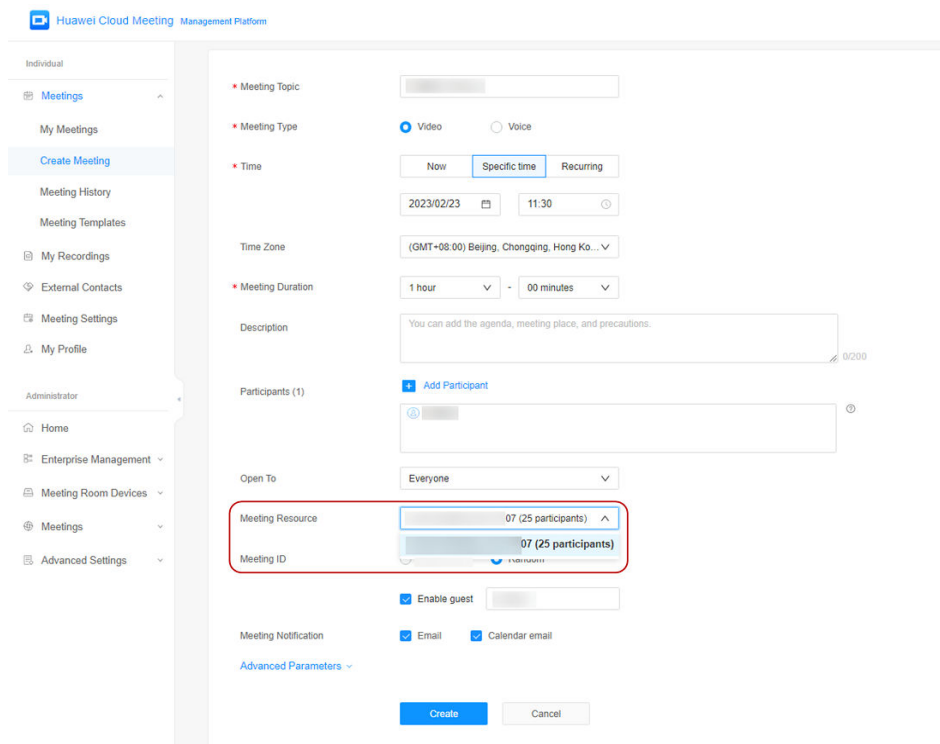 Huawei Cloud Meeting Management Platform
Individual
Meetings
My Meetings
Create Meeting
Meeting History
Meeting Templates
My Recordings
External Contacts
Meeting Settings
My Profile
Administrator
Home
Enterprise Management
Meeting Room Devices
Meetings
Advanced Settings
* Meeting Topic
* Meeting Type Video Voice
* Time Now Specific time Recurring
2023/02/23 11:30
Time Zone (GMT+08:00) Beijing, Chongqing, Hong Ko...
* Meeting Duration 1 hour - 00 minutes
Description You can add the agenda, meeting place, and precautions.
0/200
Participants (1) + Add Participant
Open To Everyone
Meeting Resource 07 (25 participants)
07 (25 participants)
Meeting ID Random
Enable guest
Meeting Notification Email Calendar email
Advanced Parameters
Create Cancel